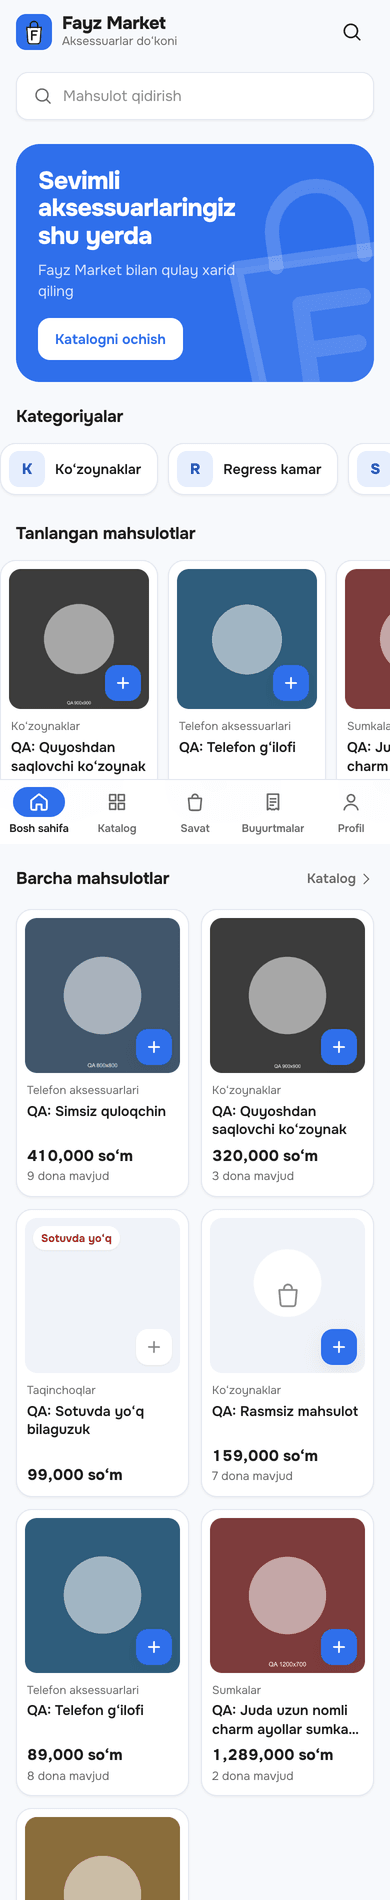 F
Fayz Market
Aksessuarlar do‘koni
Mahsulot qidirish
Sevimli
aksessuarlaringiz
shu yerda
Fayz Market bilan qulay xarid
qiling
Katalogni ochish
F
Kategoriyalar
K Ko‘zoynaklar
R Regress kamar
S
Tanlangan mahsulotlar
QA 900x900
Ko‘zoynaklar
QA: Quyoshdan
saqlovchi ko‘zoynak
Telefon aksessuarlari
QA: Telefon g‘ilofi
Sumka
QA: Ju
charm
Bosh sahifa
Katalog
Savat
Buyurtmalar
Profil
Barcha mahsulotlar
Katalog
QA 800x800
Telefon aksessuarlari
QA: Simsiz quloqchin
410,000 so‘m
9 dona mavjud
QA 900x900
Ko‘zoynaklar
QA: Quyoshdan
saqlovchi ko‘zoynak
320,000 so‘m
3 dona mavjud
Sotuvda yo‘q
Taqinchoqlar
QA: Sotuvda yo‘q
bilaguzuk
99,000 so‘m
Ko‘zoynaklar
QA: Rasmsiz mahsulot
159,000 so‘m
7 dona mavjud
Telefon aksessuarlari
QA: Telefon g‘ilofi
89,000 so‘m
8 dona mavjud
QA 1200x700
Sumkalar
QA: Juda uzun nomli
charm ayollar sumka...
1,289,000 so‘m
2 dona mavjud